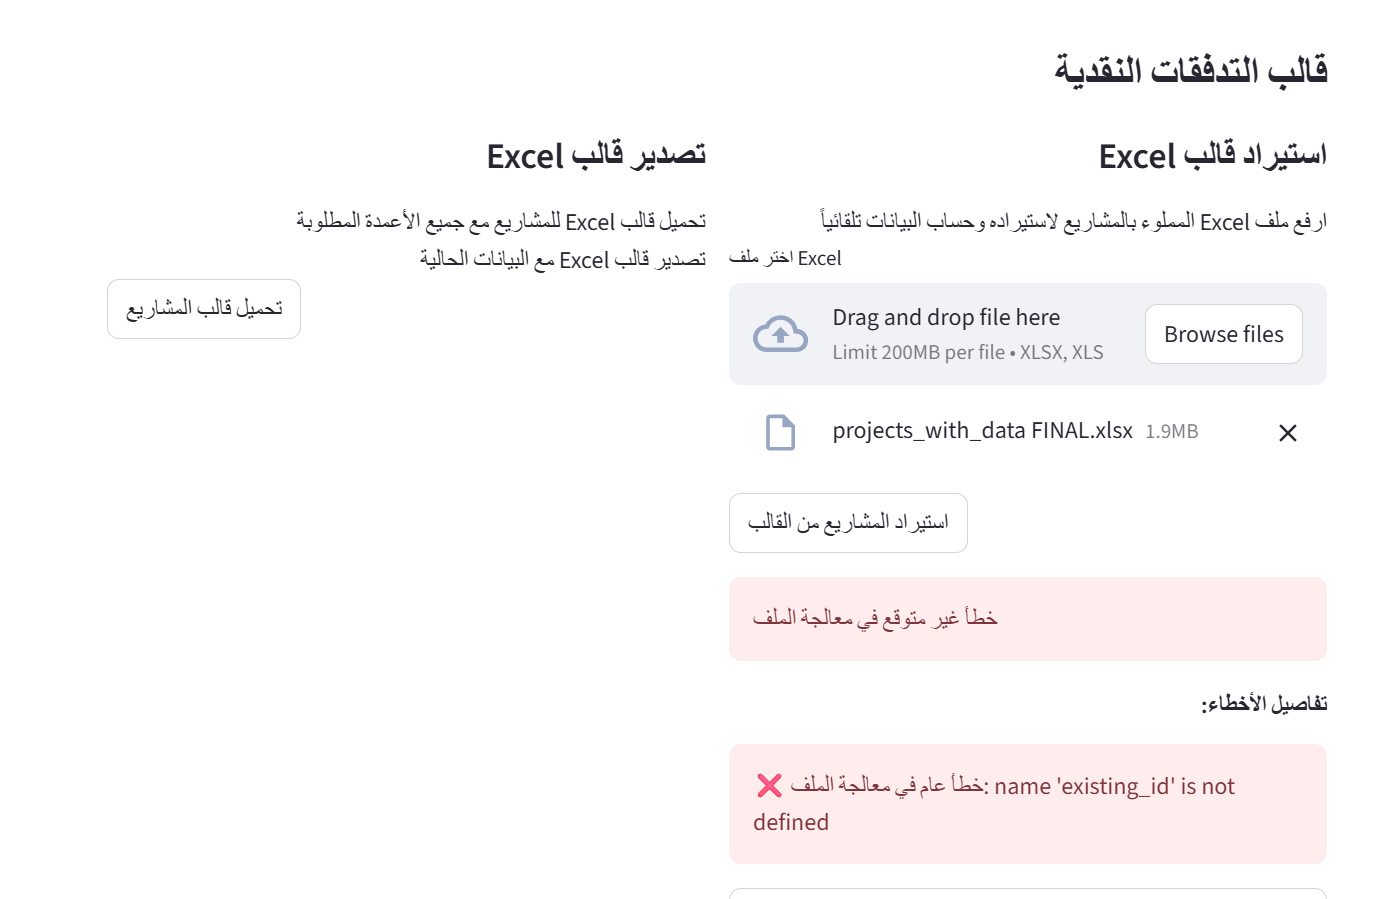 قالب التدفقات النقدية
استيراد قالب Excel
ارفع ملف Excel المملوء بالمشاريع لاستيراده وحساب البيانات تلقائياً
اختر ملف Excel
Drag and drop file here
Limit 200MB per file • XLSX, XLS
Browse files
projects_with_data FINAL.xlsx 1.9MB
استيراد المشاريع من القالب
خطأ غير متوقع في معالجة الملف
تفاصيل الأخطاء:
❌ خطأ عام في معالجة الملف: name 'existing_id' is not
defined
تصدير قالب Excel
تحميل قالب Excel للمشاريع مع جميع الأعمدة المطلوبة
تصدير قالب Excel مع البيانات الحالية
تحميل قالب المشاريع